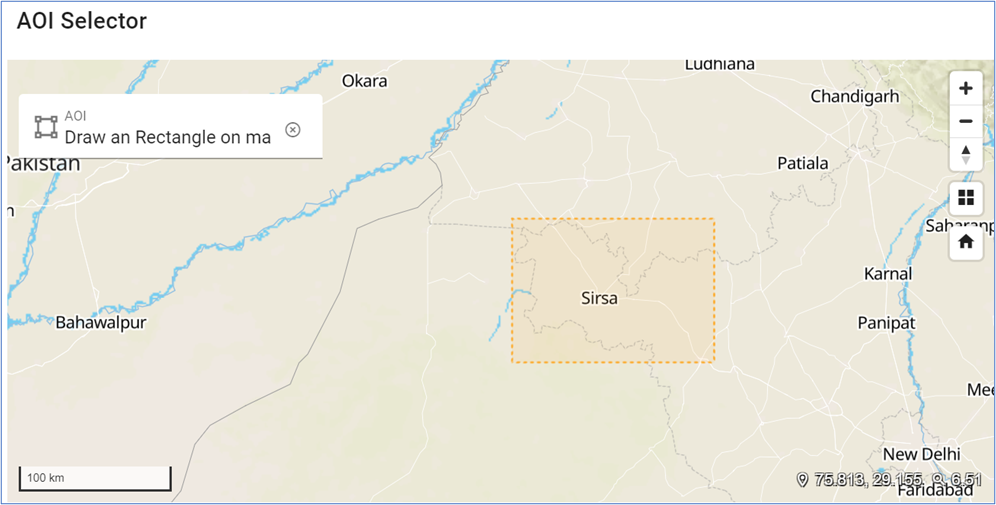 AOI Selector
Ludhiana
Okara
Chandigarh
AOI
Draw an Rectangle on ma
Pakistan
Patiala
n
Saharanp
Karnal
Sirsa
Bahawalpur
Panipat
Mee
New Delhi
100 km
75.813, 29.155 6.51
Faridabad